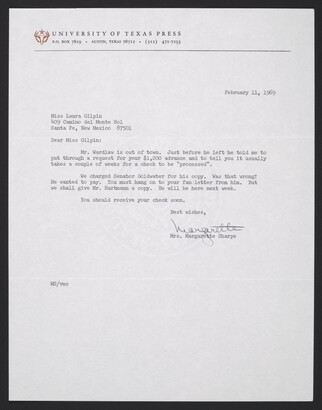 UNIVERSITY OF TEXAS PRESS
P.O. BOX 7819 • AUSTIN, TEXAS 78712 • (512) 471-7233
February 11, 1969
Miss Laura Gilpin
409 Camino del Monte Sol
Santa Fe, New Mexico 87501
Dear Miss Gilpin:
Mr. Wardlaw is out of town. Just before he left he told me to
put through a request for your $1,000 advance and to tell you it usually
takes a couple of weeks for a check to be "processed".
We charged Senator Goldwater for his copy. Was that wrong?
He wanted to pay. You must hang on to your fan letter from him. But
we shall give Mr. Hartmann a copy. He will be here next week.
You should receive your check soon.
Best wishes,
Margarette
Mrs. Margarette Sharpe
MS/vec